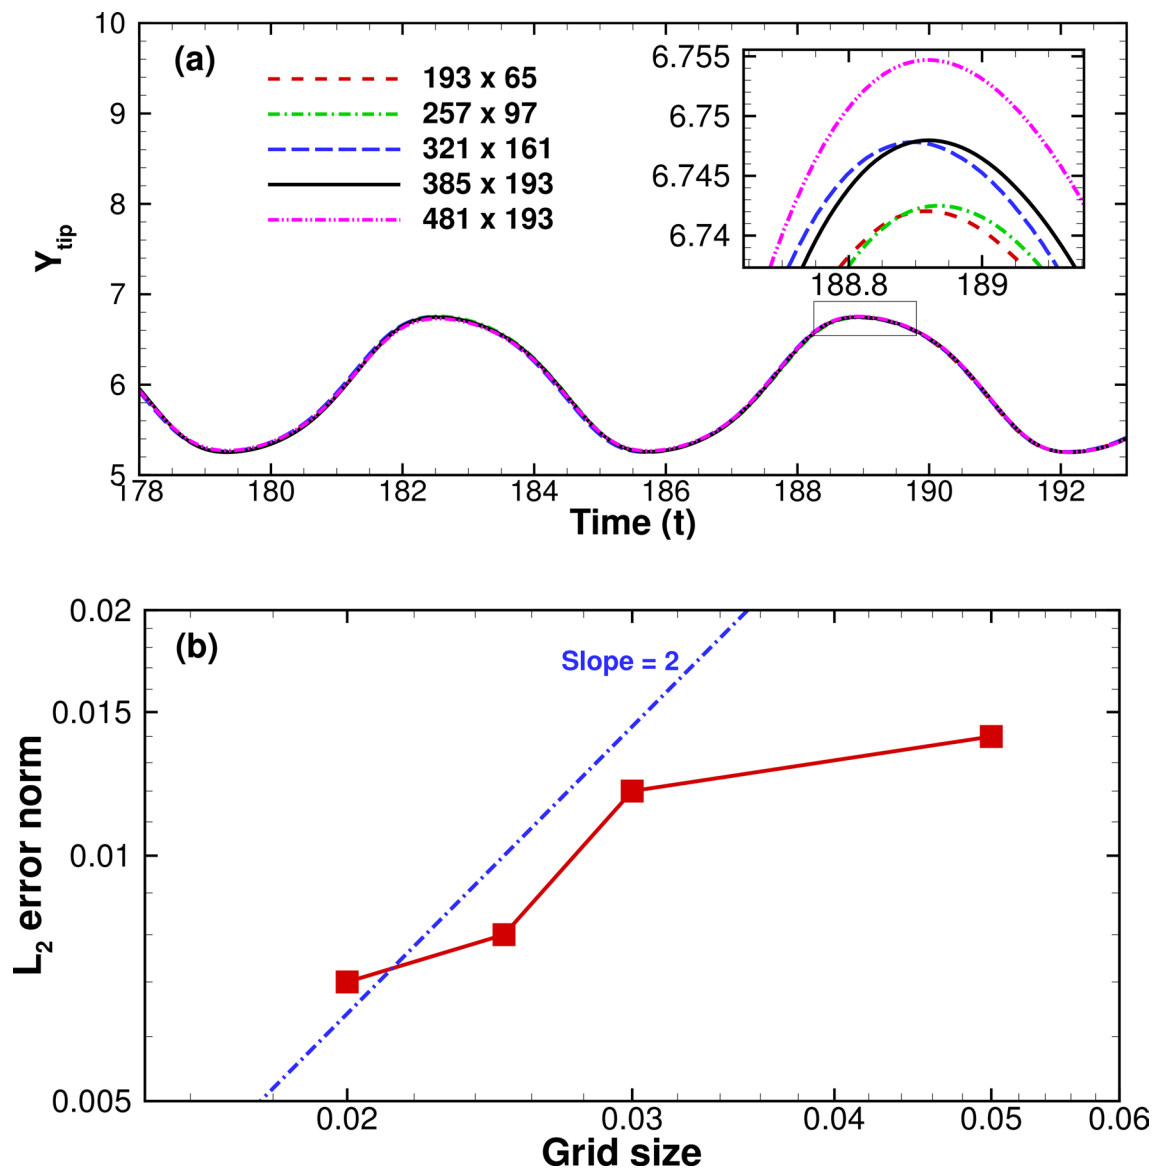 (a)
193 x 65
257 x 97
321 x 161
385 x 193
481 x 193
6.755
6.75
6.745
6.74
188.8 189
10
9
8
7
6
5
Y_tip
178 180 182 184 186 188 190 192
Time (t)
(b)
Slope = 2
0.02
0.015
0.01
0.005
L₂ error norm
0.02 0.03 0.04 0.05 0.06
Grid size